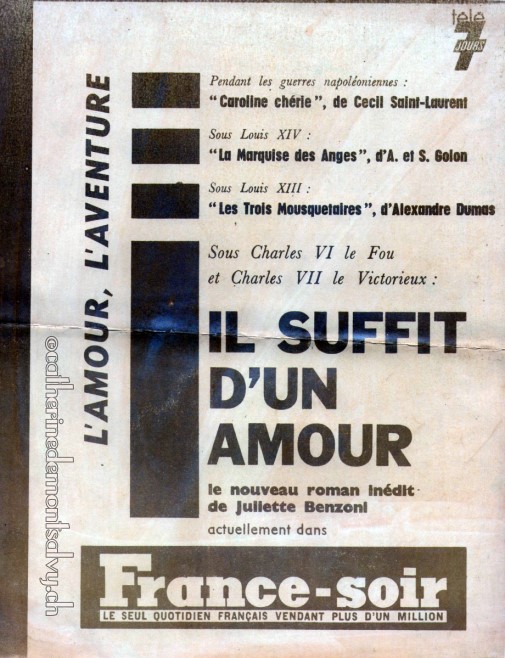 télé
7
JOURS
L'AMOUR, L'AVENTURE
Pendant les guerres napoléoniennes :
"Caroline chérie", de Cecil Saint-Laurent
Sous Louis XIV :
"La Marquise des Anges", d'A. et S. Golon
Sous Louis XIII :
"Les Trois Mousquetaires", d'Alexandre Dumas
Sous Charles VI le Fou
et Charles VII le Victorieux :
IL SUFFIT
D'UN
AMOUR
le nouveau roman inédit
de Juliette Benzoni
actuellement dans
France-soir
LE SEUL QUOTIDIEN FRANÇAIS VENDANT PLUS D'UN MILLION
©catherinedemontsalvy.ch